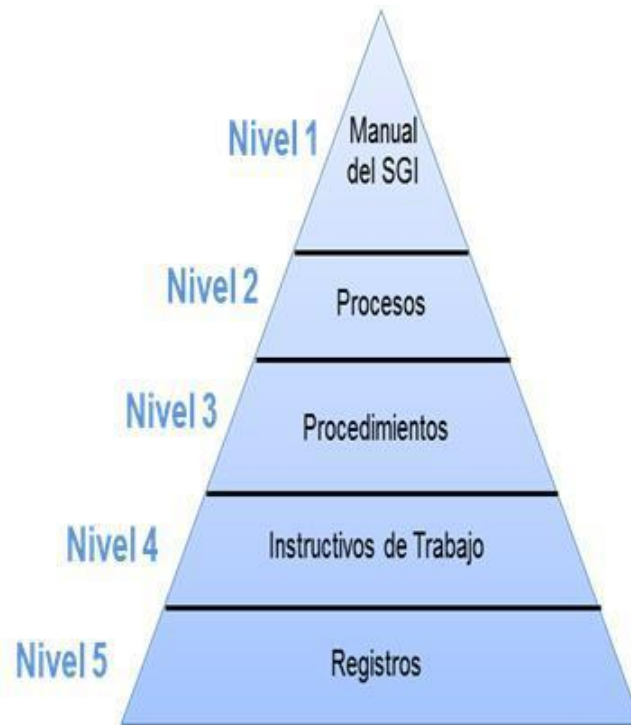 Nivel 1
Manual
del SGI
Nivel 2
Procesos
Nivel 3
Procedimientos
Nivel 4
Instructivos de Trabajo
Nivel 5
Registros